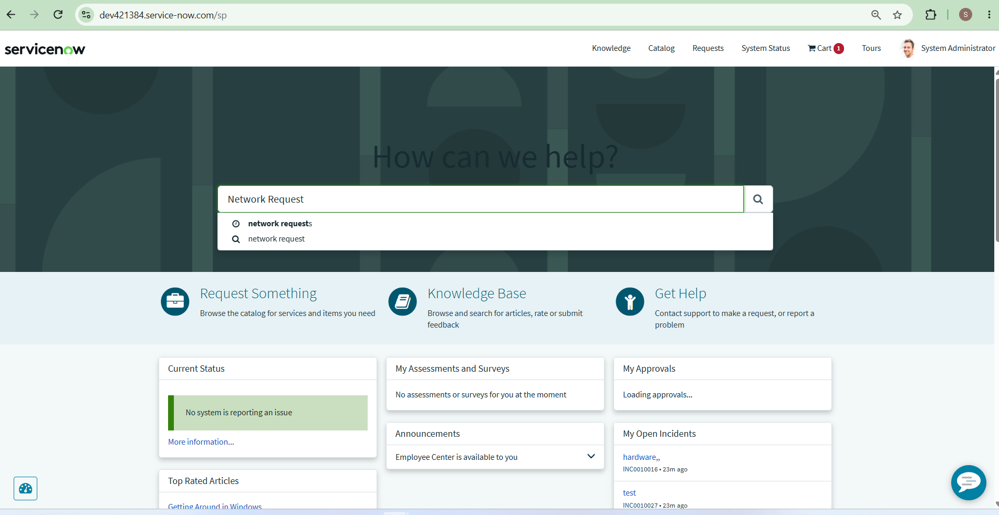 dev421384.service-now.com/sp
S
servicenow
Knowledge
Catalog
Requests
System Status
Cart 1
Tours
System Administrator
How can we help?
Network Request
network requests
network request
Request Something
Browse the catalog for services and items you need
Knowledge Base
Browse and search for articles, rate or submit
feedback
Get Help
Contact support to make a request, or report a
problem
Current Status
No system is reporting an issue
More information...
Top Rated Articles
Getting Around in Windows
My Assessments and Surveys
No assessments or surveys for you at the moment
Announcements
Employee Center is available to you
My Approvals
Loading approvals...
My Open Incidents
hardware,,
INC0010016 • 23m ago
test
INC0010027 • 23m ago